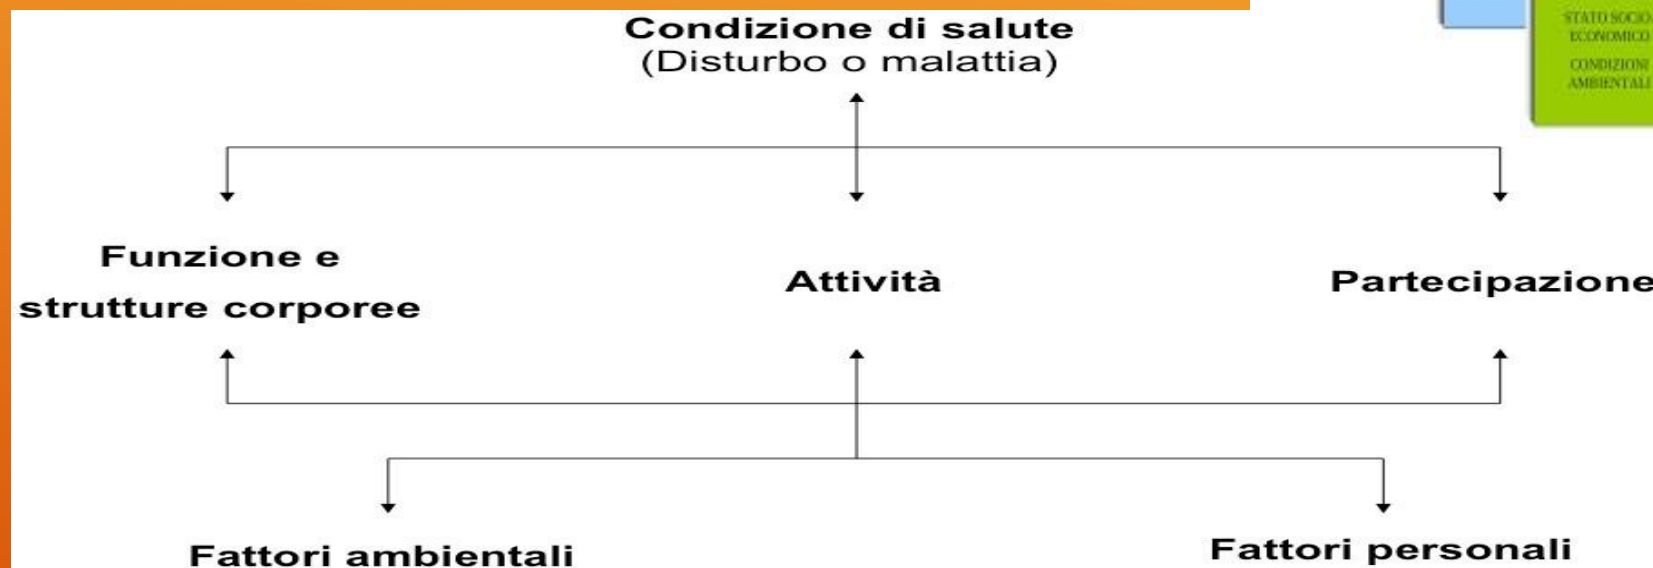 Condizione di salute
(Disturbo o malattia)
STATO SOCIO-
ECONOMICO
CONDIZIONI
AMBIENTALI
Funzione e
strutture corporee
Attività
Partecipazione
Fattori ambientali
Fattori personali